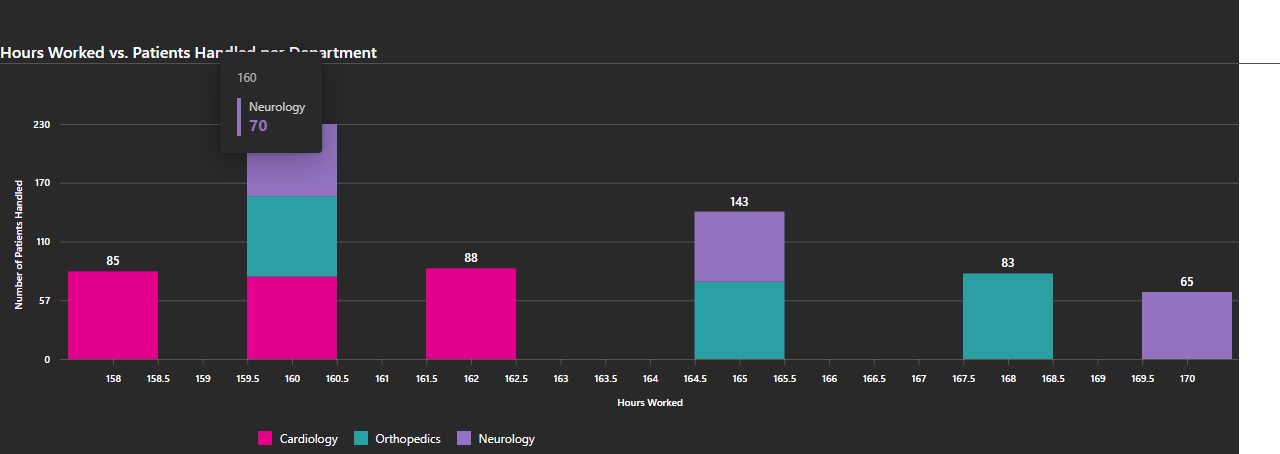 Hours Worked vs. Patients Handled per Department
160
Neurology
70
230
170
110
57
0
Number of Patients Handled
85
88
143
83
65
158 158.5 159 159.5 160 160.5 161 161.5 162 162.5 163 163.5 164 164.5 165 165.5 166 166.5 167 167.5 168 168.5 169 169.5 170
Hours Worked
Cardiology Orthopedics Neurology